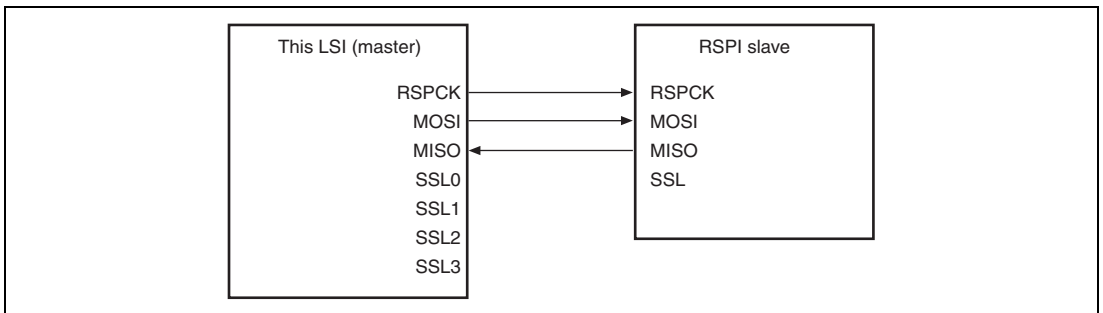 This LSI (master)
RSPCK
MOSI
MISO
SSL0
SSL1
SSL2
SSL3
RSPI slave
RSPCK
MOSI
MISO
SSL